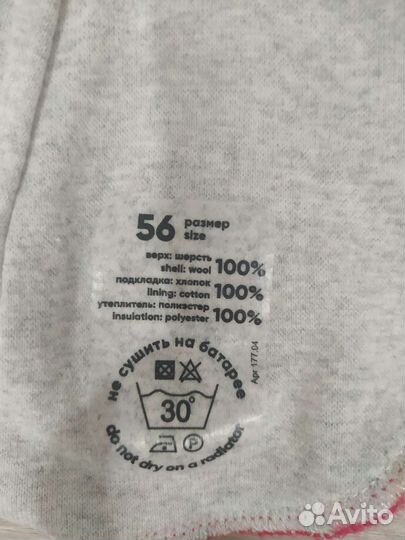 56 размер
size
верх: шерсть
shell: wool 100%
подкладка: хлопок
lining: cotton 100%
утеплитель: полиэстер
insulation: polyester 100%
не сушить на батарее
30°
P
do not dry on a radiator
Арт 177.04
Avito